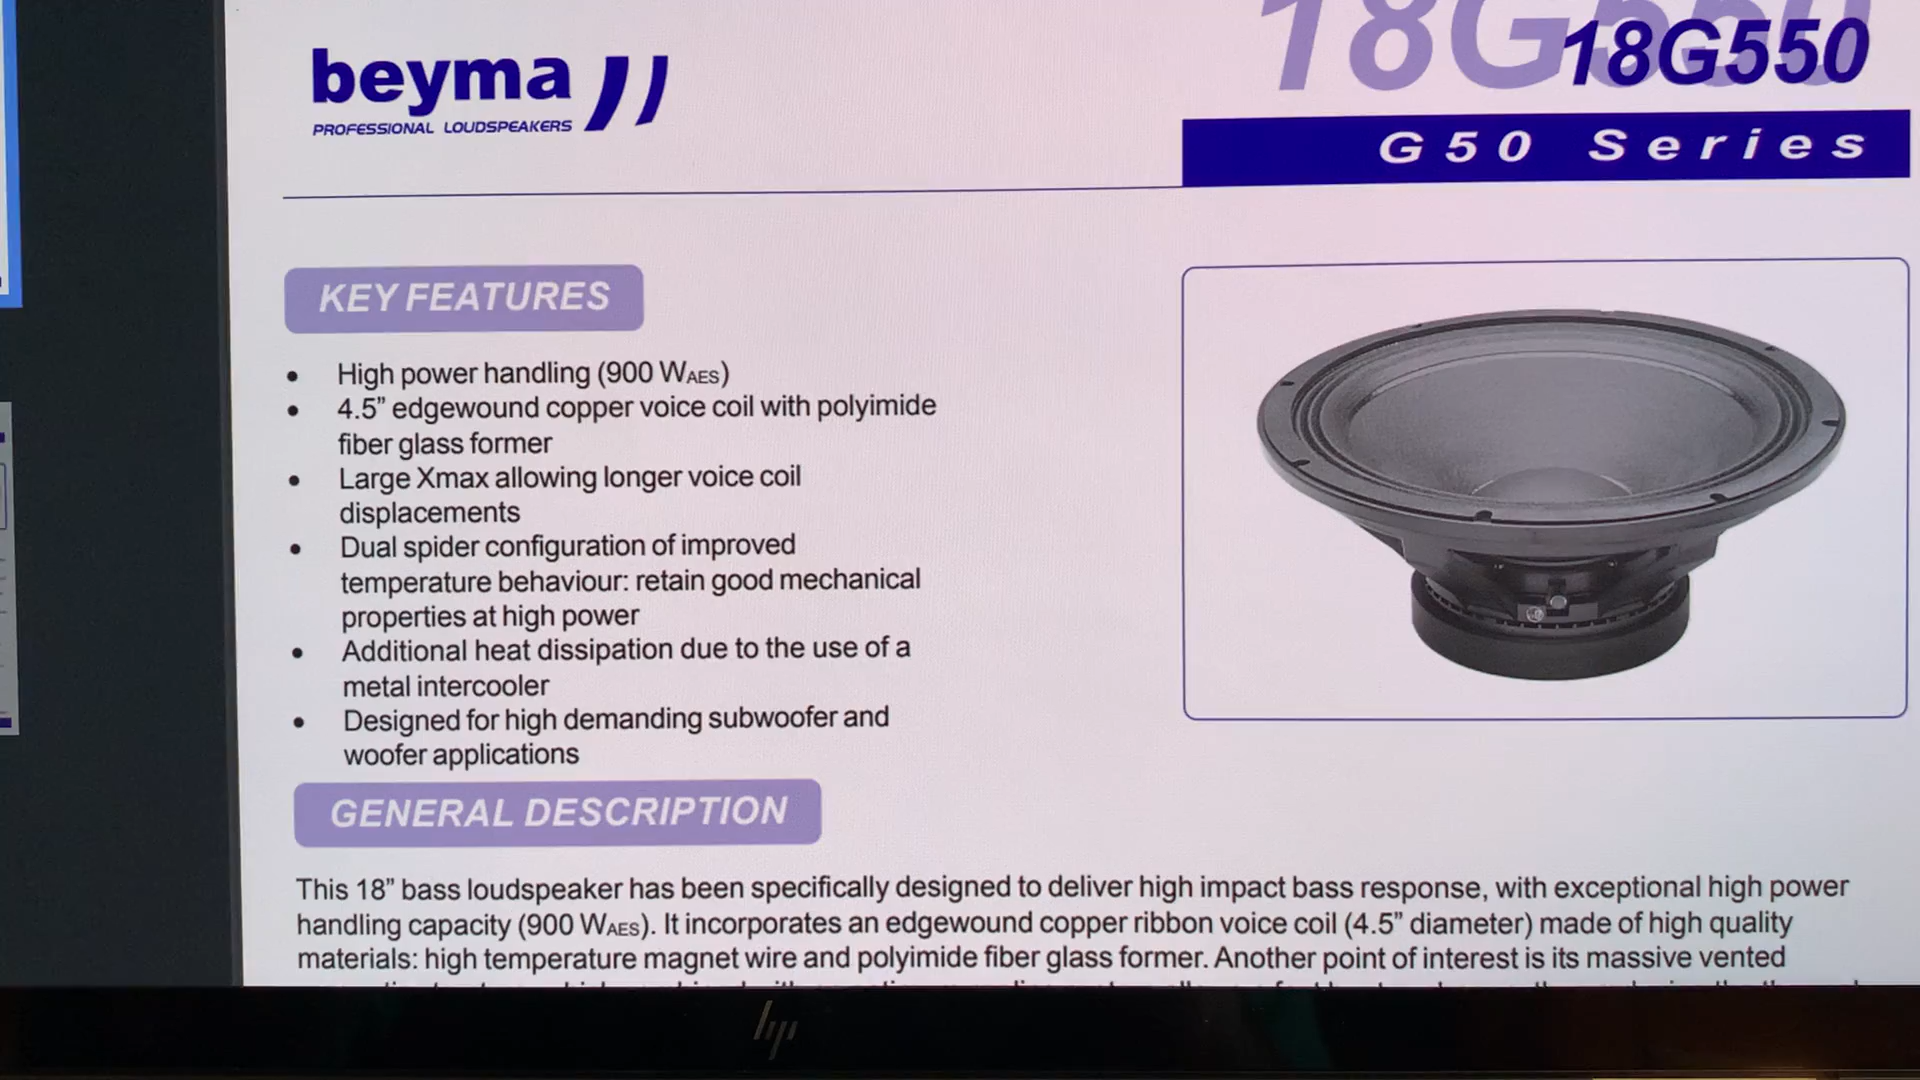 18G550
beyma
18G550
PROFESSIONAL LOUDSPEAKERS
G50 Series
KEY FEATURES
• High power handling (900 WAES)
• 4.5” edgewound copper voice coil with polyimide
fiber glass former
• Large Xmax allowing longer voice coil
displacements
• Dual spider configuration of improved
temperature behaviour: retain good mechanical
properties at high power
• Additional heat dissipation due to the use of a
metal intercooler
• Designed for high demanding subwoofer and
woofer applications
GENERAL DESCRIPTION
This 18” bass loudspeaker has been specifically designed to deliver high impact bass response, with exceptional high power
handling capacity (900 WAES). It incorporates an edgewound copper ribbon voice coil (4.5” diameter) made of high quality
materials: high temperature magnet wire and polyimide fiber glass former. Another point of interest is its massive vented
hp